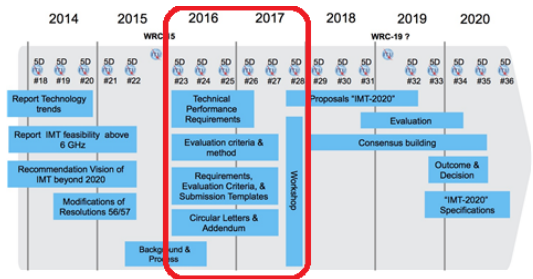 2014 2015 2016 2017 2018 2019 2020
WRC-15 WRC-19 ?
5D 5D 5D 5D 5D 5D 5D 5D 5D 5D 5D 5D 5D 5D 5D 5D 5D 5D 5D
#18 #19 #20 #21 #22 #23 #24 #25 #26 #27 #28 #29 #30 #31 #32 #33 #34 #35 #36
Report Technology
trends
Technical
Performance
Requirements
Proposals "IMT-2020"
Evaluation
Report IMT feasibility above
6 GHz
Evaluation criteria &
method
Consensus building
Recommendation Vision of
IMT beyond 2020
Requirements,
Evaluation Criteria, &
Submission Templates
Workshop
Outcome &
Decision
Modifications of
Resolutions 56/57
Circular Letters &
Addendum
"IMT-2020"
Specifications
Background &
Process